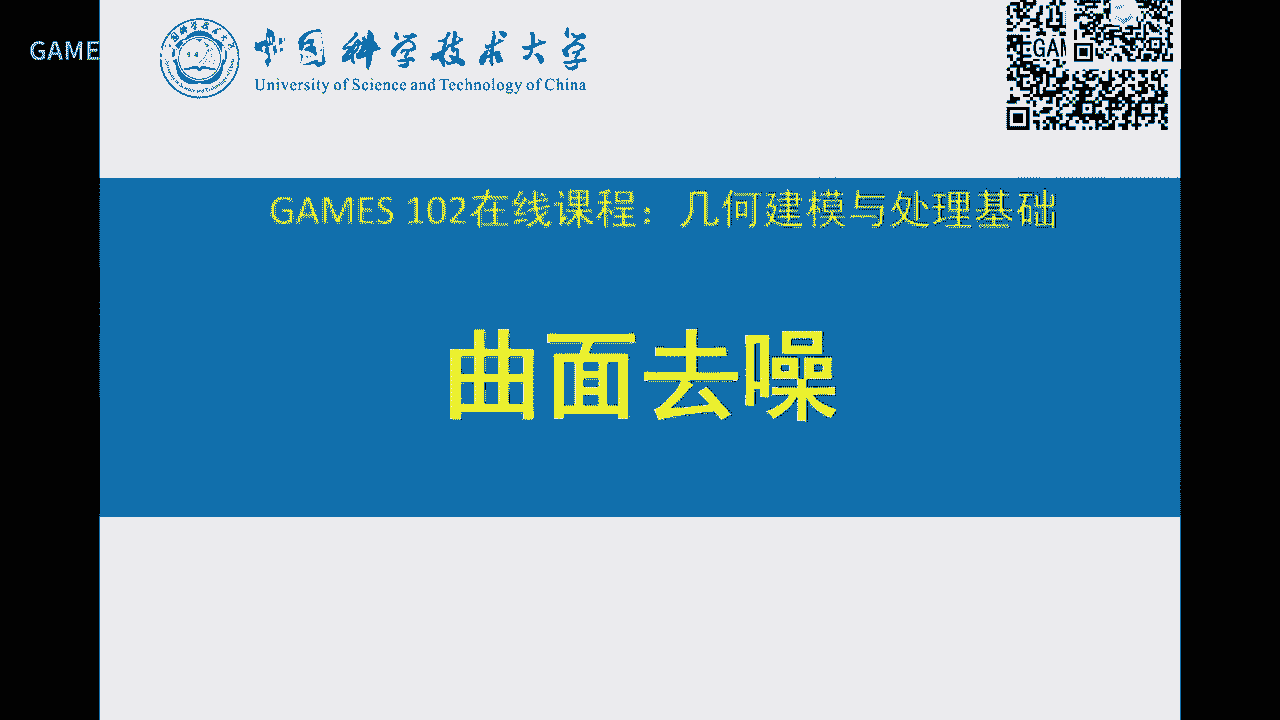 GAME
中国科学技术大学
University of Science and Technology of China
GAM
GAMES 102在线课程：几何建模与处理基础
曲面去噪